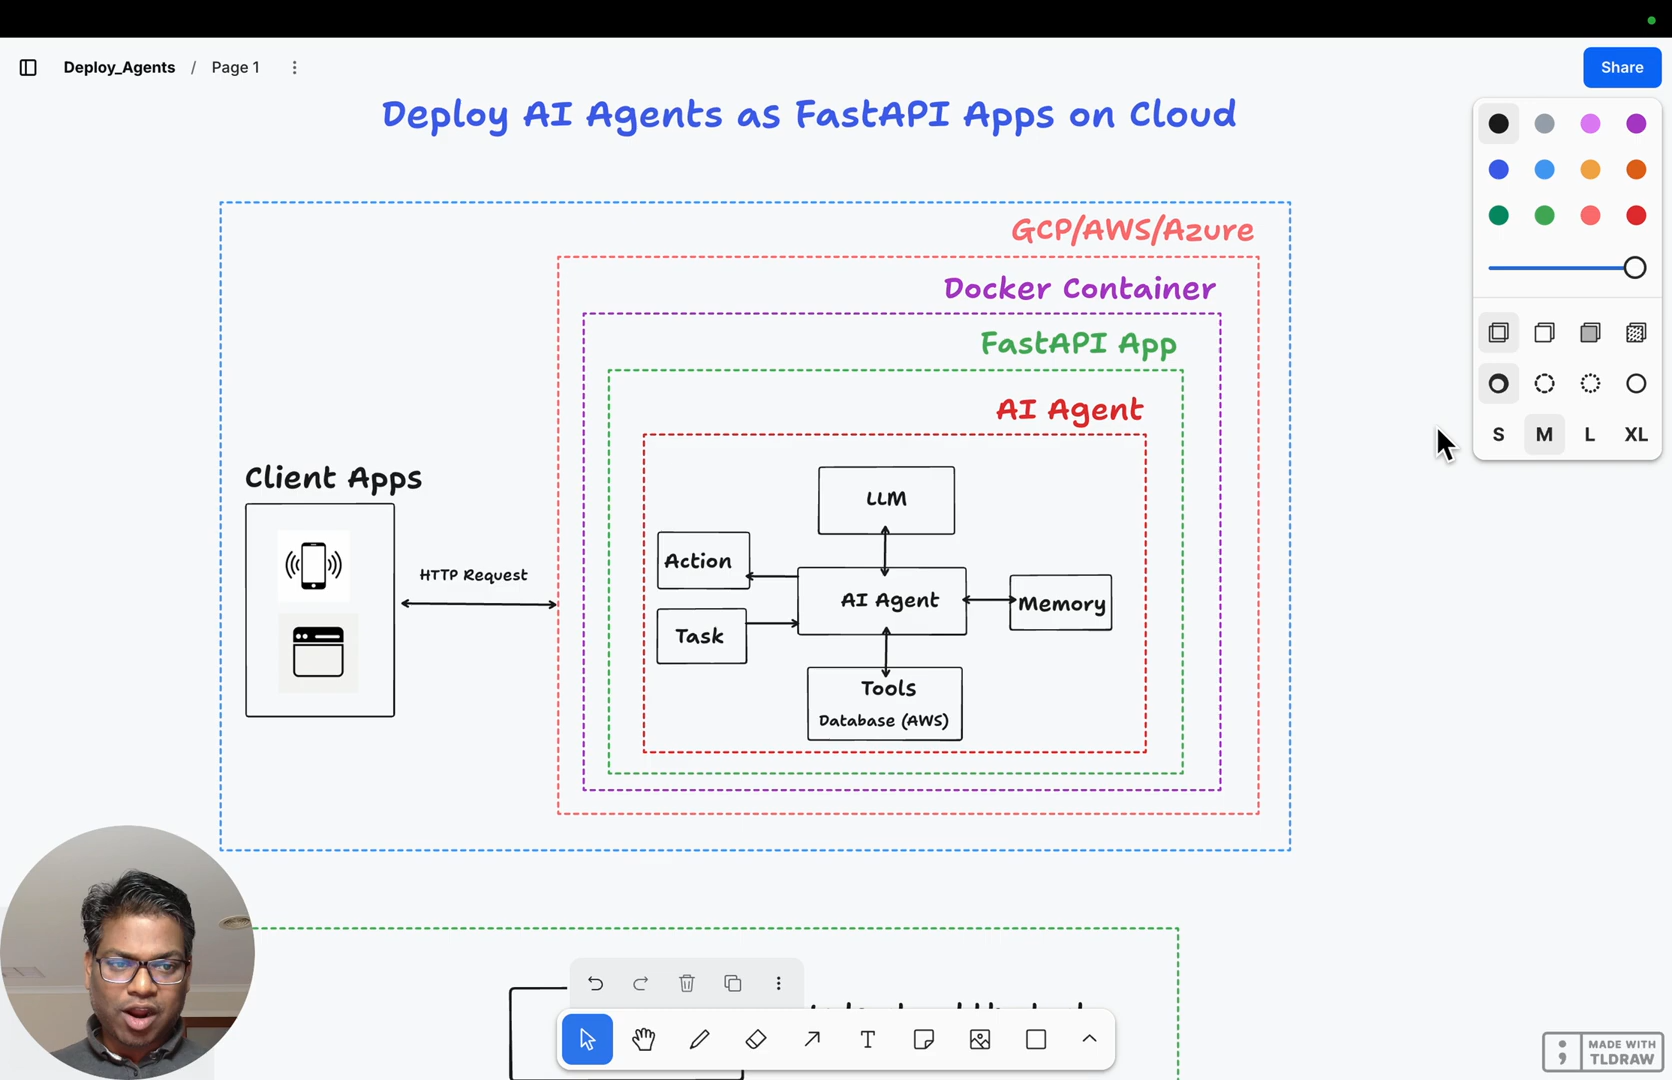 Deploy_Agents / Page 1
Share
Deploy AI Agents as FastAPI Apps on Cloud
GCP/AWS/Azure
Docker Container
FastAPI App
AI Agent
Client Apps
LLM
Action
HTTP Request
AI Agent
Memory
Task
Tools
Database (AWS)
S M L XL
T
MADE WITH
TLDRAW